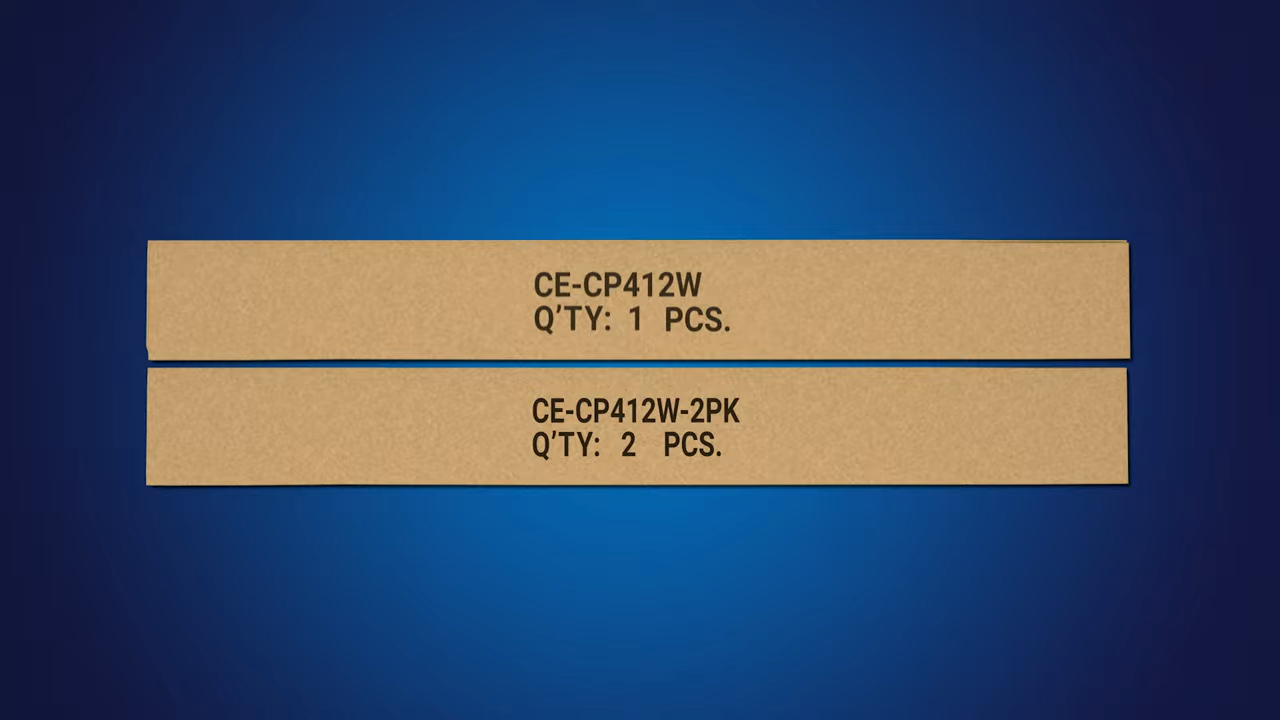 CE-CP412W
Q'TY: 1 PCS.
CE-CP412W-2PK
Q'TY: 2 PCS.